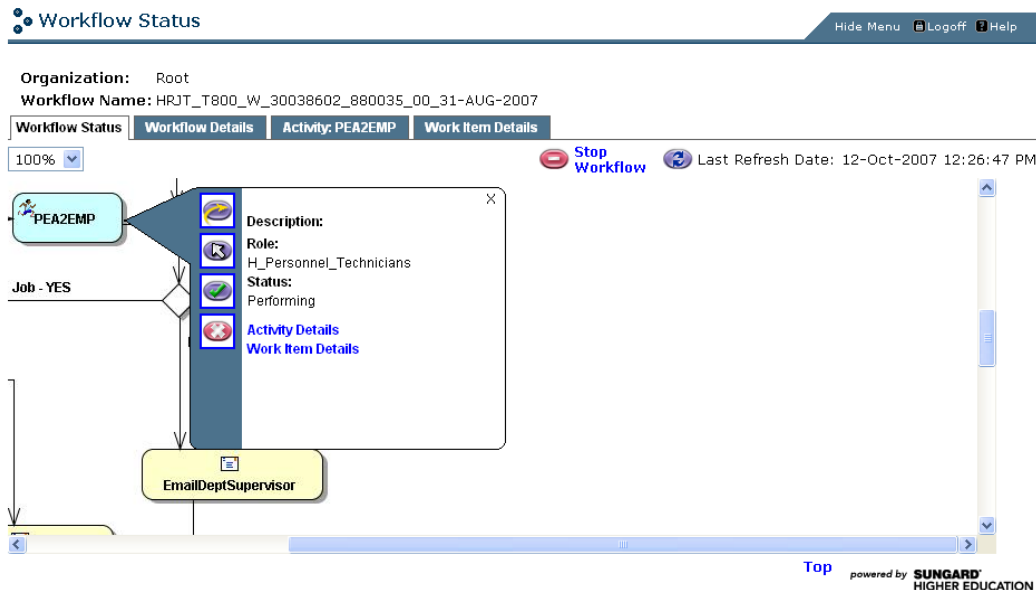 Workflow Status
Hide Menu Logoff Help
Organization: Root
Workflow Name: HRJT_T800_W_30038602_880035_00_31-AUG-2007
Workflow Status Workflow Details Activity: PEA2EMP Work Item Details
100%
Stop
Workflow
Last Refresh Date: 12-Oct-2007 12:26:47 PM
PEA2EMP
X
Description:
Role:
H_Personnel_Technicians
Status:
Performing
Activity Details
Work Item Details
Job - YES
EmailDeptSupervisor
Top
powered by SUNGARD'
HIGHER EDUCATION